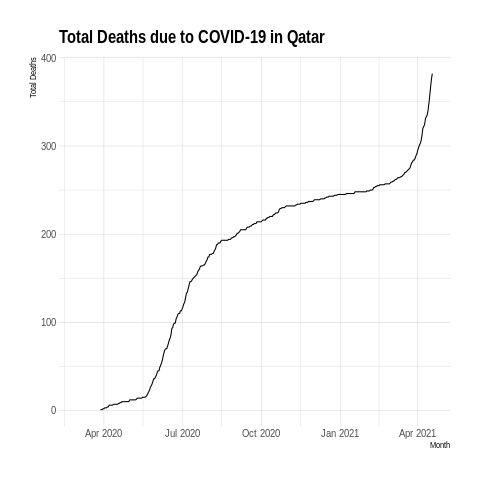 Total Deaths due to COVID-19 in Qatar
Total Deaths
400
300
200
100
0
Apr 2020 Jul 2020 Oct 2020 Jan 2021 Apr 2021
Month